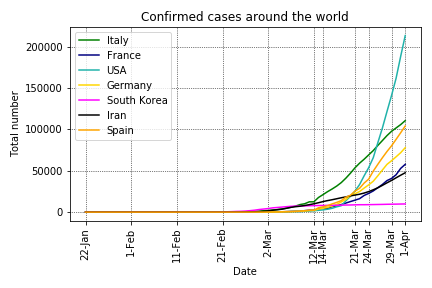 Confirmed cases around the world
Italy
France
USA
Germany
South Korea
Iran
Spain
Total number
200000
150000
100000
50000
0
22-Jan
1-Feb
11-Feb
21-Feb
2-Mar
12-Mar
14-Mar
21-Mar
24-Mar
29-Mar
1-Apr
Date